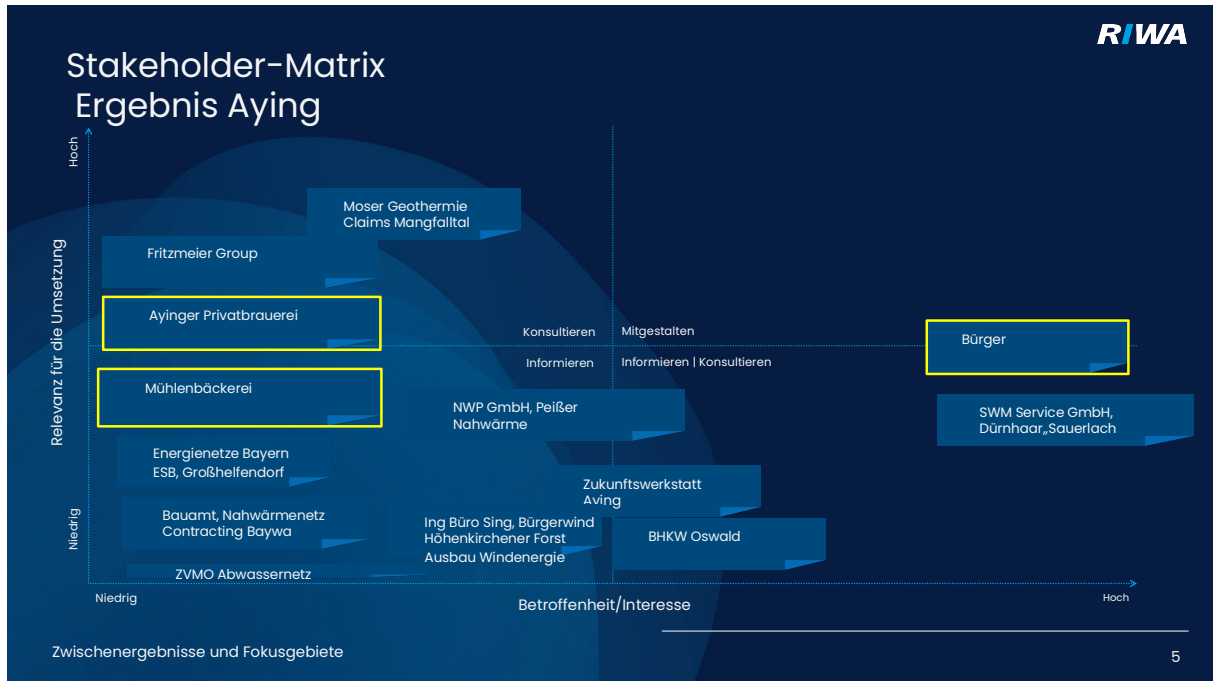 RIWA
Stakeholder-Matrix
Ergebnis Aying
Hoch
Relevanz für die Umsetzung
Niedrig
Moser Geothermie
Claims Mangfalltal
Fritzmeier Group
Ayinger Privatbrauerei
Konsultieren
Mitgestalten
Bürger
Informieren
Informieren | Konsultieren
Mühlenbäckerei
NWP GmbH, Peißer
Nahwärme
SWM Service GmbH,
Dürnhaar„Sauerlach
Energienetze Bayern
ESB, Großhelfendorf
Zukunftswerkstatt
Aying
Bauamt, Nahwärmenetz
Contracting Baywa
Ing Büro Sing, Bürgerwind
Höhenkirchener Forst
Ausbau Windenergie
BHKW Oswald
ZVMO Abwassernetz
Niedrig
Betroffenheit/Interesse
Hoch
Zwischenergebnisse und Fokusgebiete
5